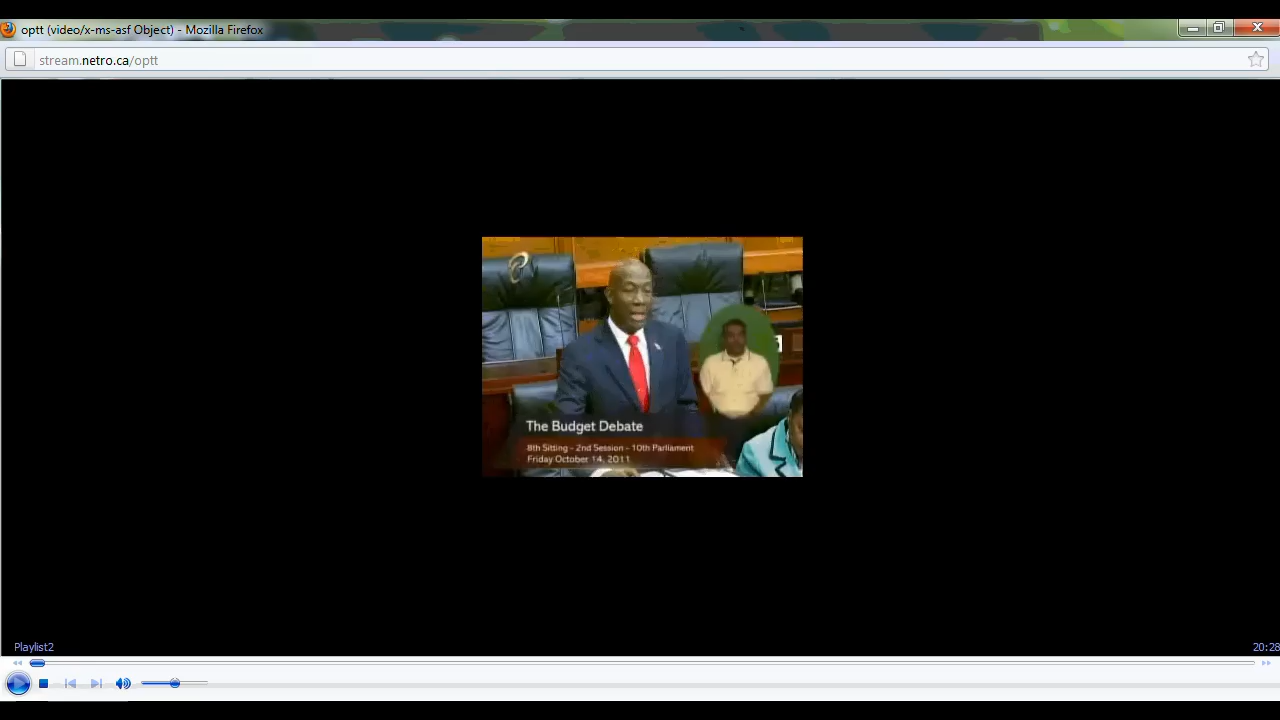 optt (video/x-ms-asf Object) - Mozilla Firefox
stream.netro.ca/optt
The Budget Debate
8th Sitting - 2nd Session - 10th Parliament
Friday October 14, 2011
Playlist2
20:28